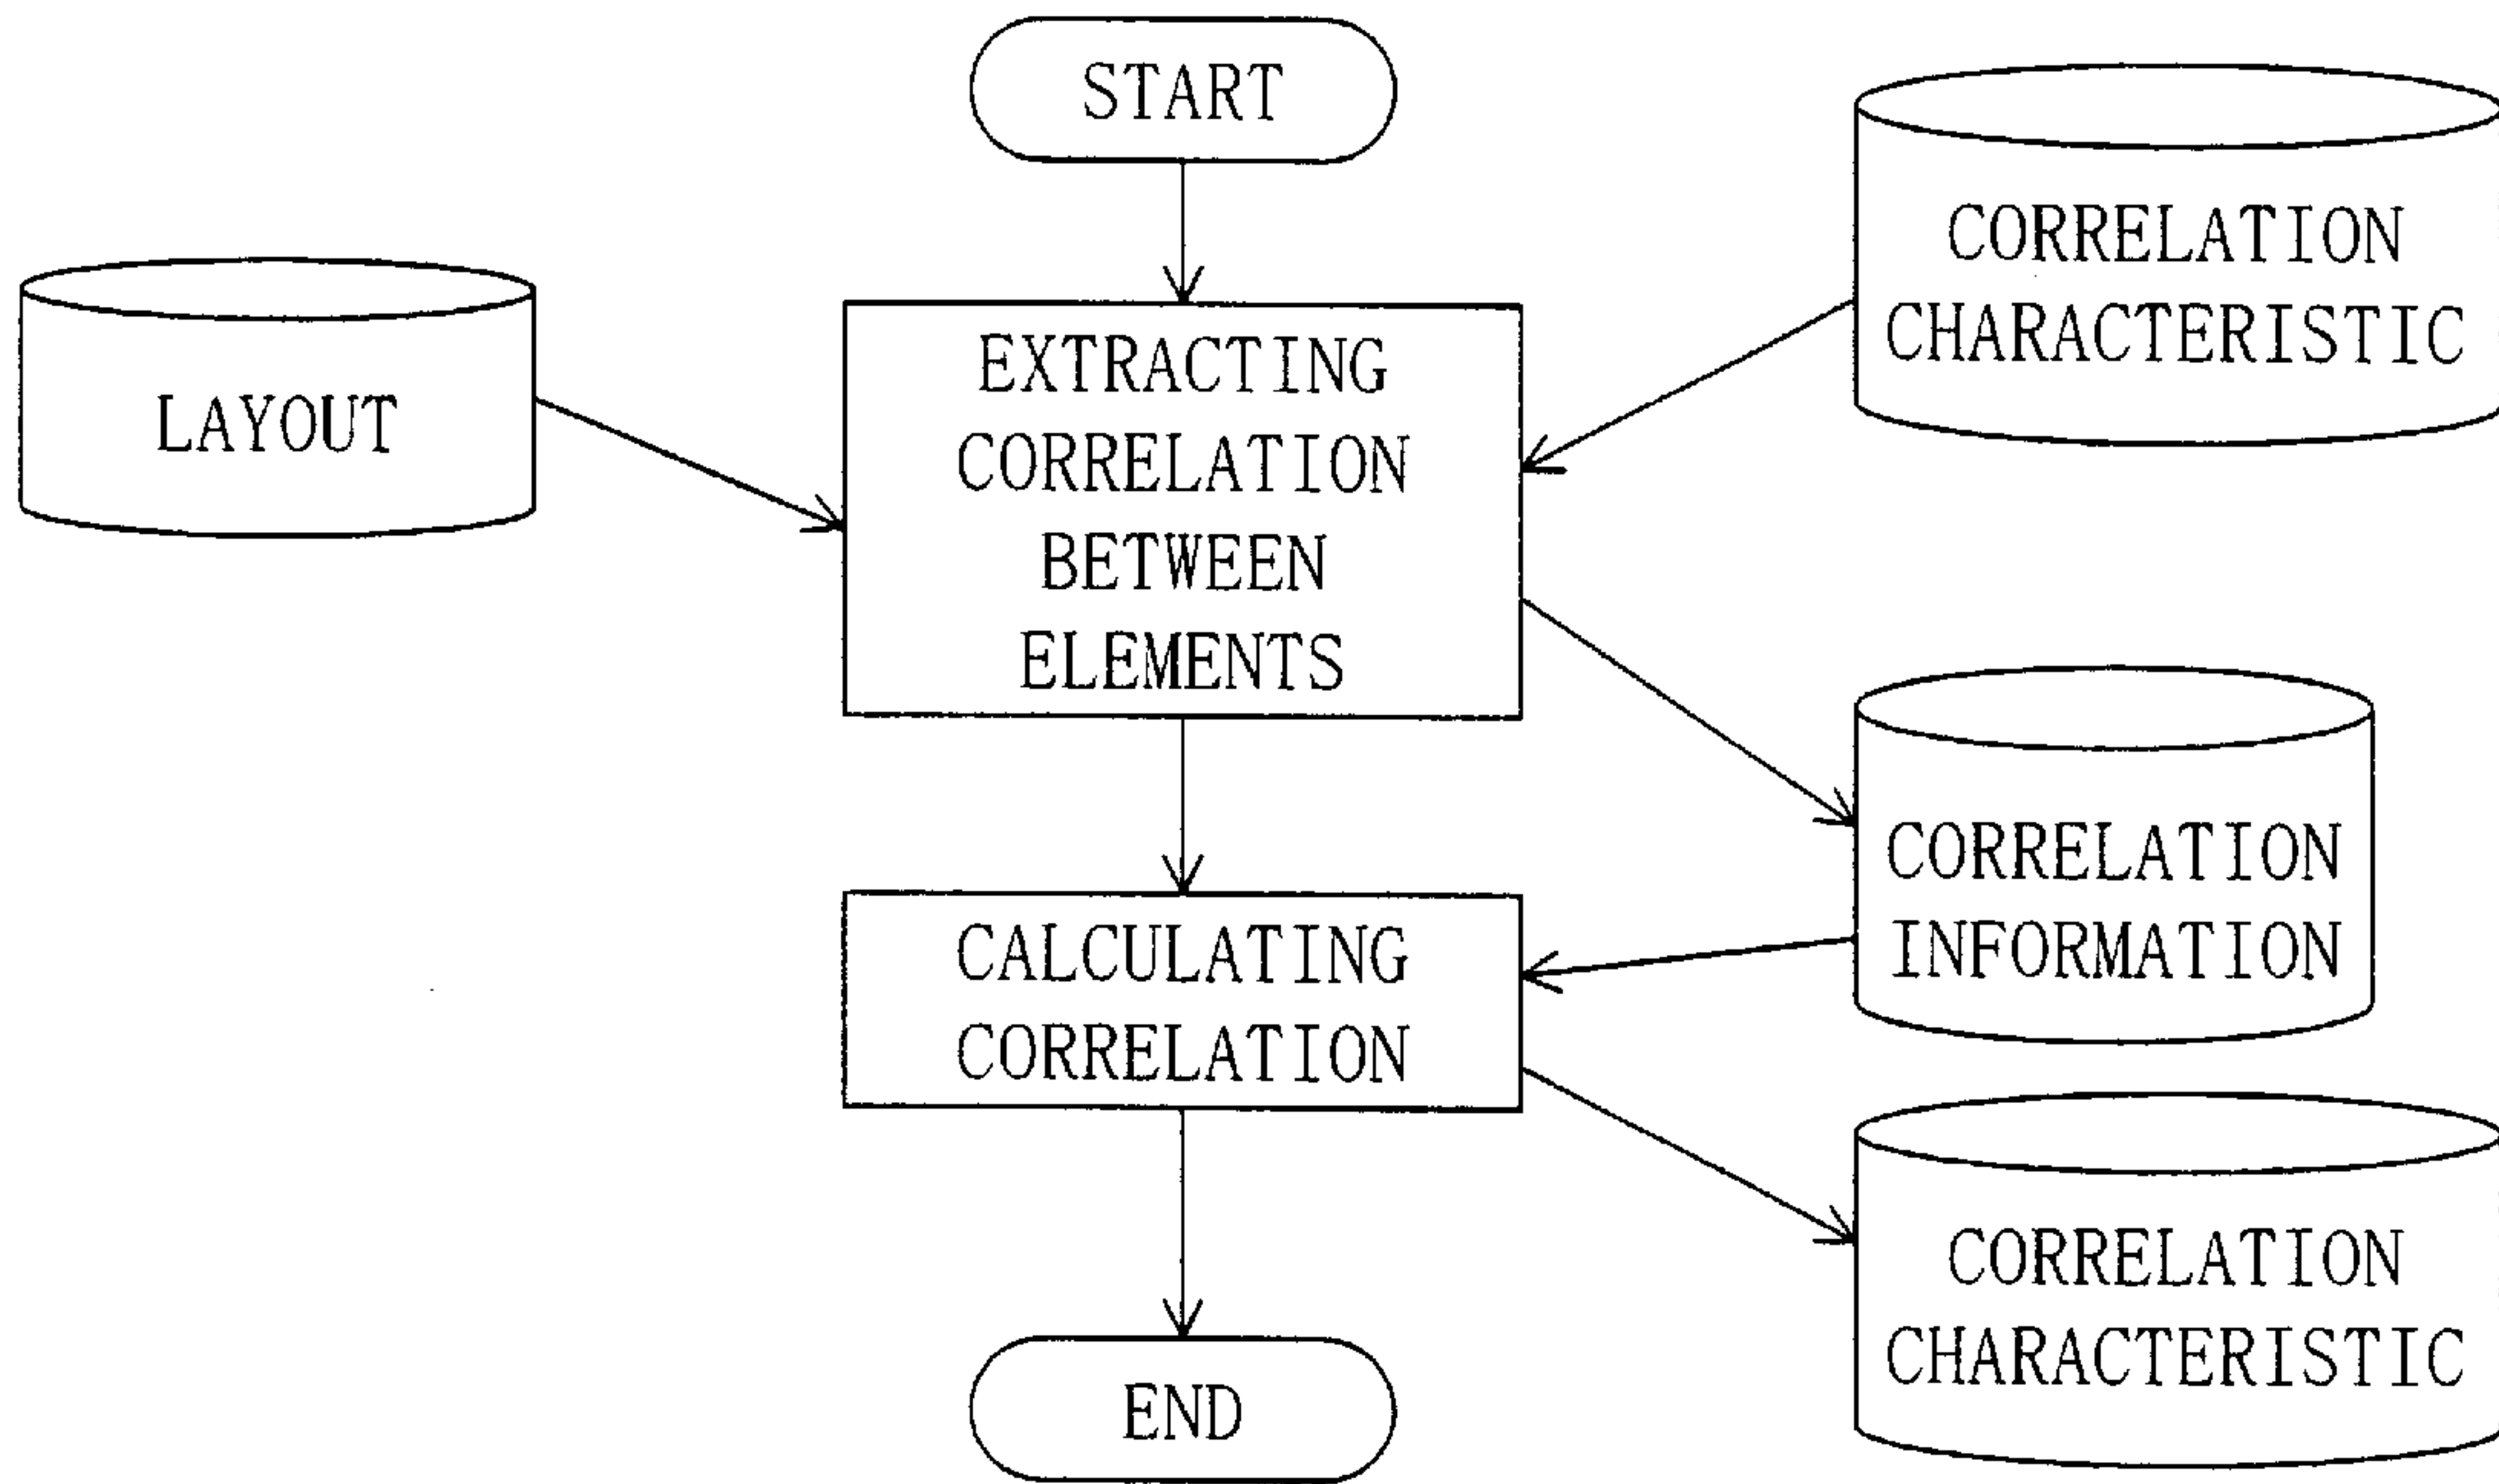 START
CORRELATION
CHARACTERISTIC
LAYOUT
EXTRACTING
CORRELATION
BETWEEN
ELEMENTS
CORRELATION
INFORMATION
CALCULATING
CORRELATION
CORRELATION
CHARACTERISTIC
END